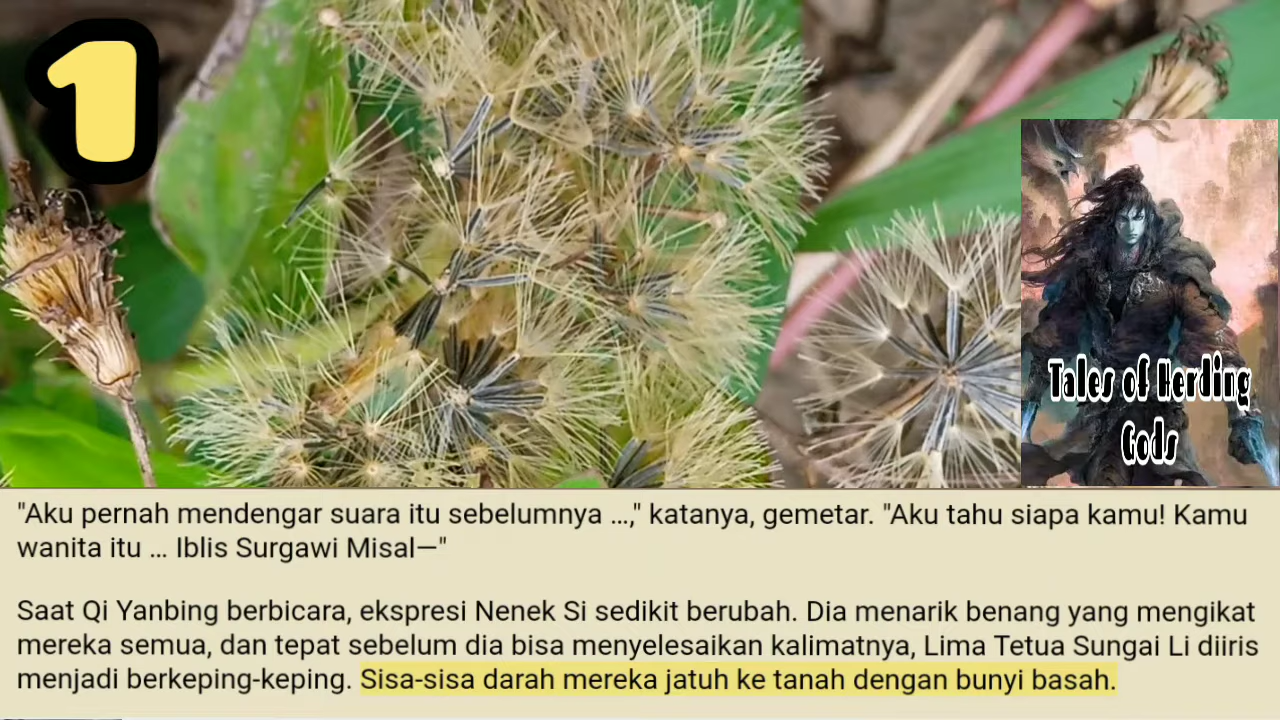 1
Tales of Herding
Gods
"Aku pernah mendengar suara itu sebelumnya ...," katanya, gemetar. "Aku tahu siapa kamu! Kamu
wanita itu ... Iblis Surgawi Misal—"
Saat Qi Yanbing berbicara, ekspresi Nenek Si sedikit berubah. Dia menarik benang yang mengikat
mereka semua, dan tepat sebelum dia bisa menyelesaikan kalimatnya, Lima Tetua Sungai Li diiris
menjadi berkeping-keping. Sisa-sisa darah mereka jatuh ke tanah dengan bunyi basah.